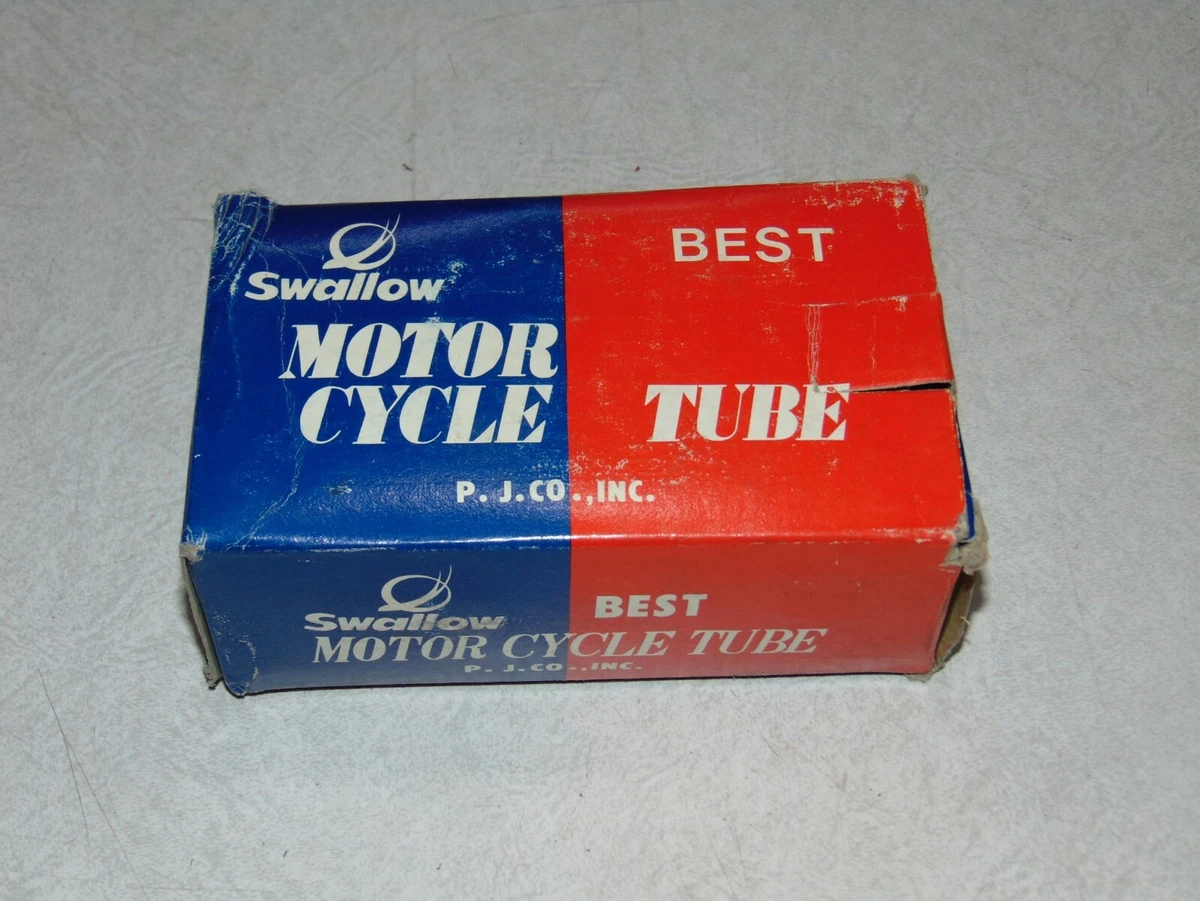 Swallow
BEST
MOTOR
CYCLE TUBE
P. J.CO.,INC.
Swallow
BEST
MOTOR CYCLE TUBE
P. J.CO.,INC.